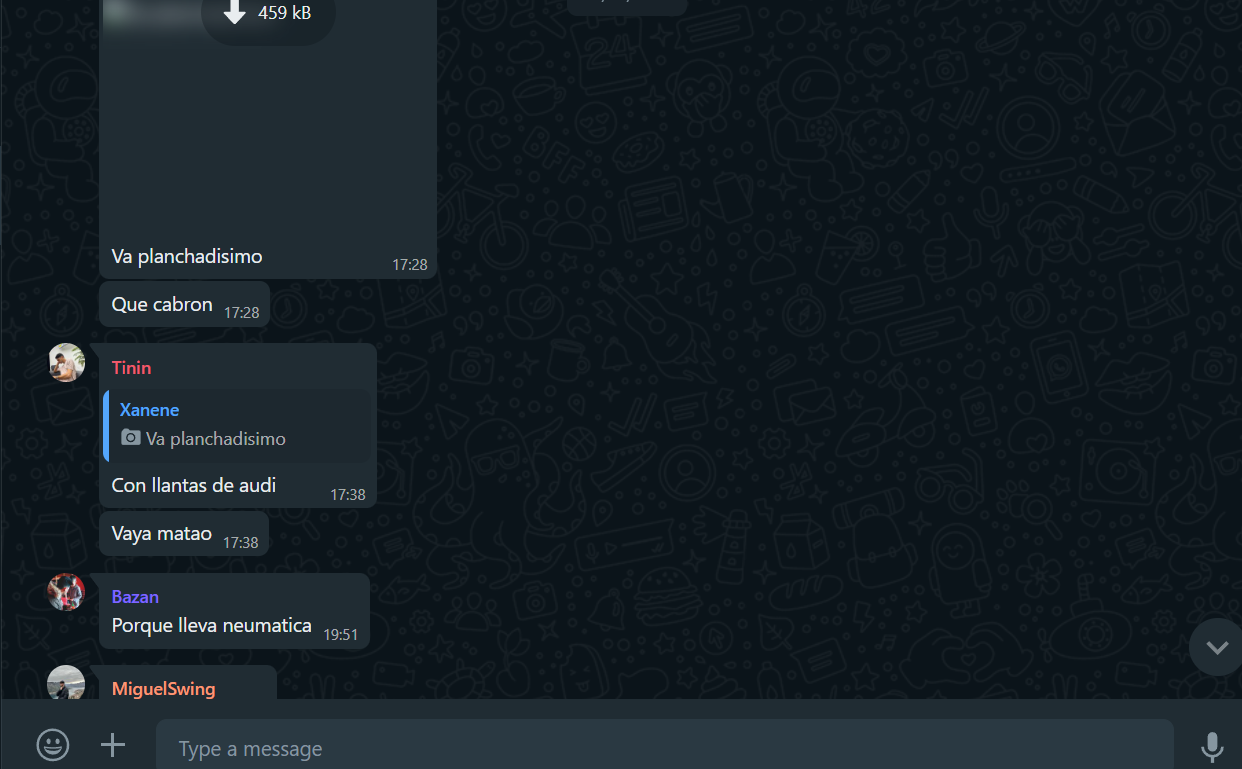 459 kB
Va planchadisimo
17:28
Que cabron 17:28
Tinin
Xanene
Va planchadisimo
Con llantas de audi
17:38
Vaya matao 17:38
Bazan
Porque lleva neumatica 19:51
MiguelSwing
Type a message